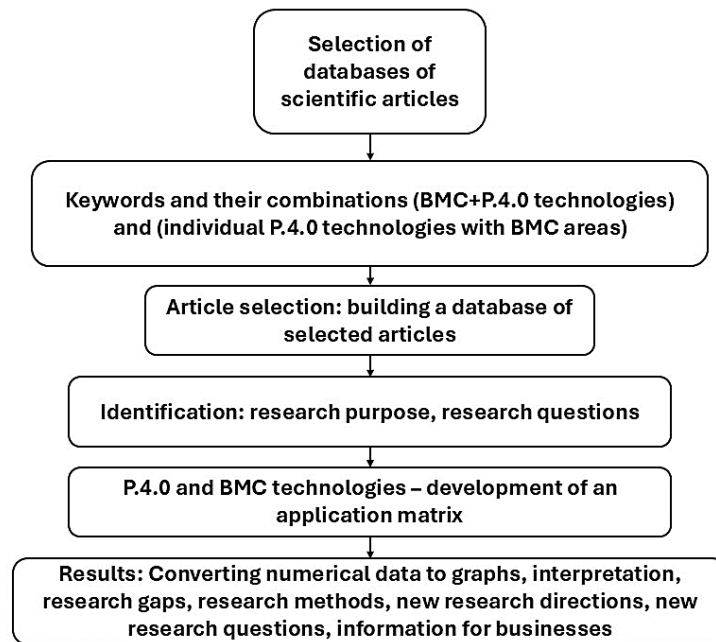 Selection of
databases of
scientific articles
Keywords and their combinations (BMC+P.4.0 technologies)
and (individual P.4.0 technologies with BMC areas)
Article selection: building a database of
selected articles
Identification: research purpose, research questions
P.4.0 and BMC technologies – development of an
application matrix
Results: Converting numerical data to graphs, interpretation,
research gaps, research methods, new research directions, new
research questions, information for businesses